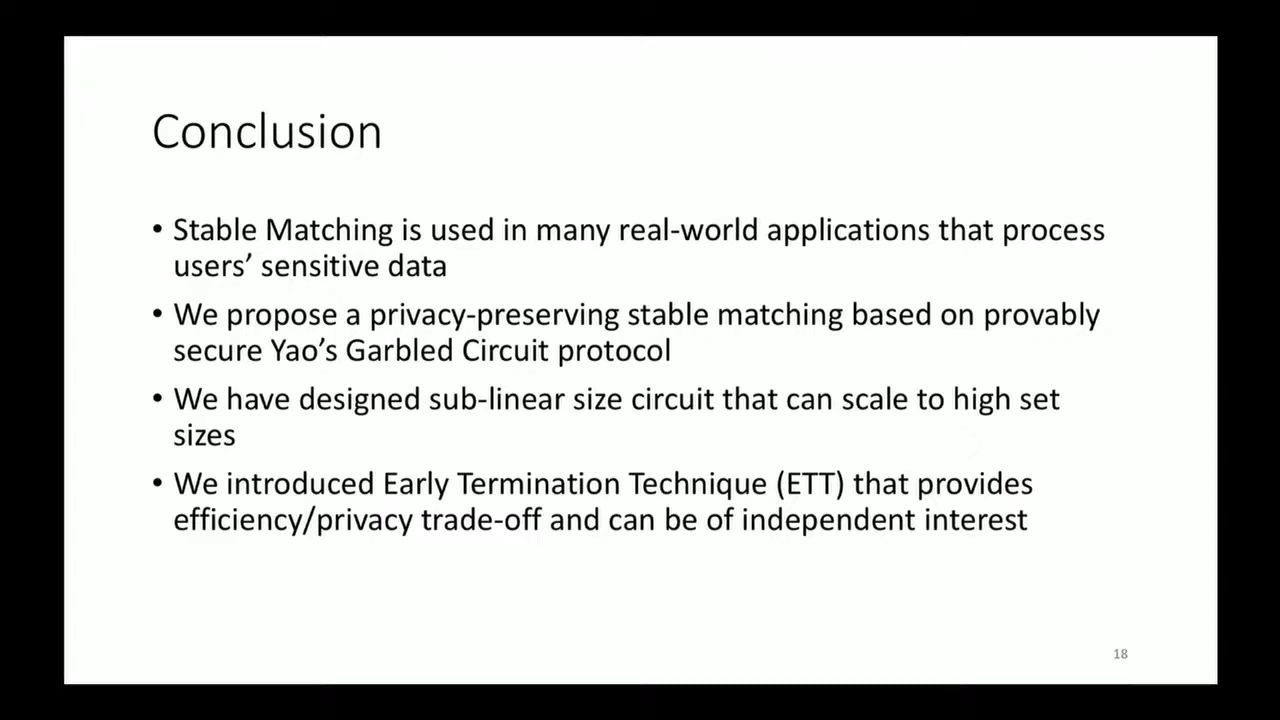 Conclusion
• Stable Matching is used in many real-world applications that process
users’ sensitive data
• We propose a privacy-preserving stable matching based on provably
secure Yao’s Garbled Circuit protocol
• We have designed sub-linear size circuit that can scale to high set
sizes
• We introduced Early Termination Technique (ETT) that provides
efficiency/privacy trade-off and can be of independent interest
18